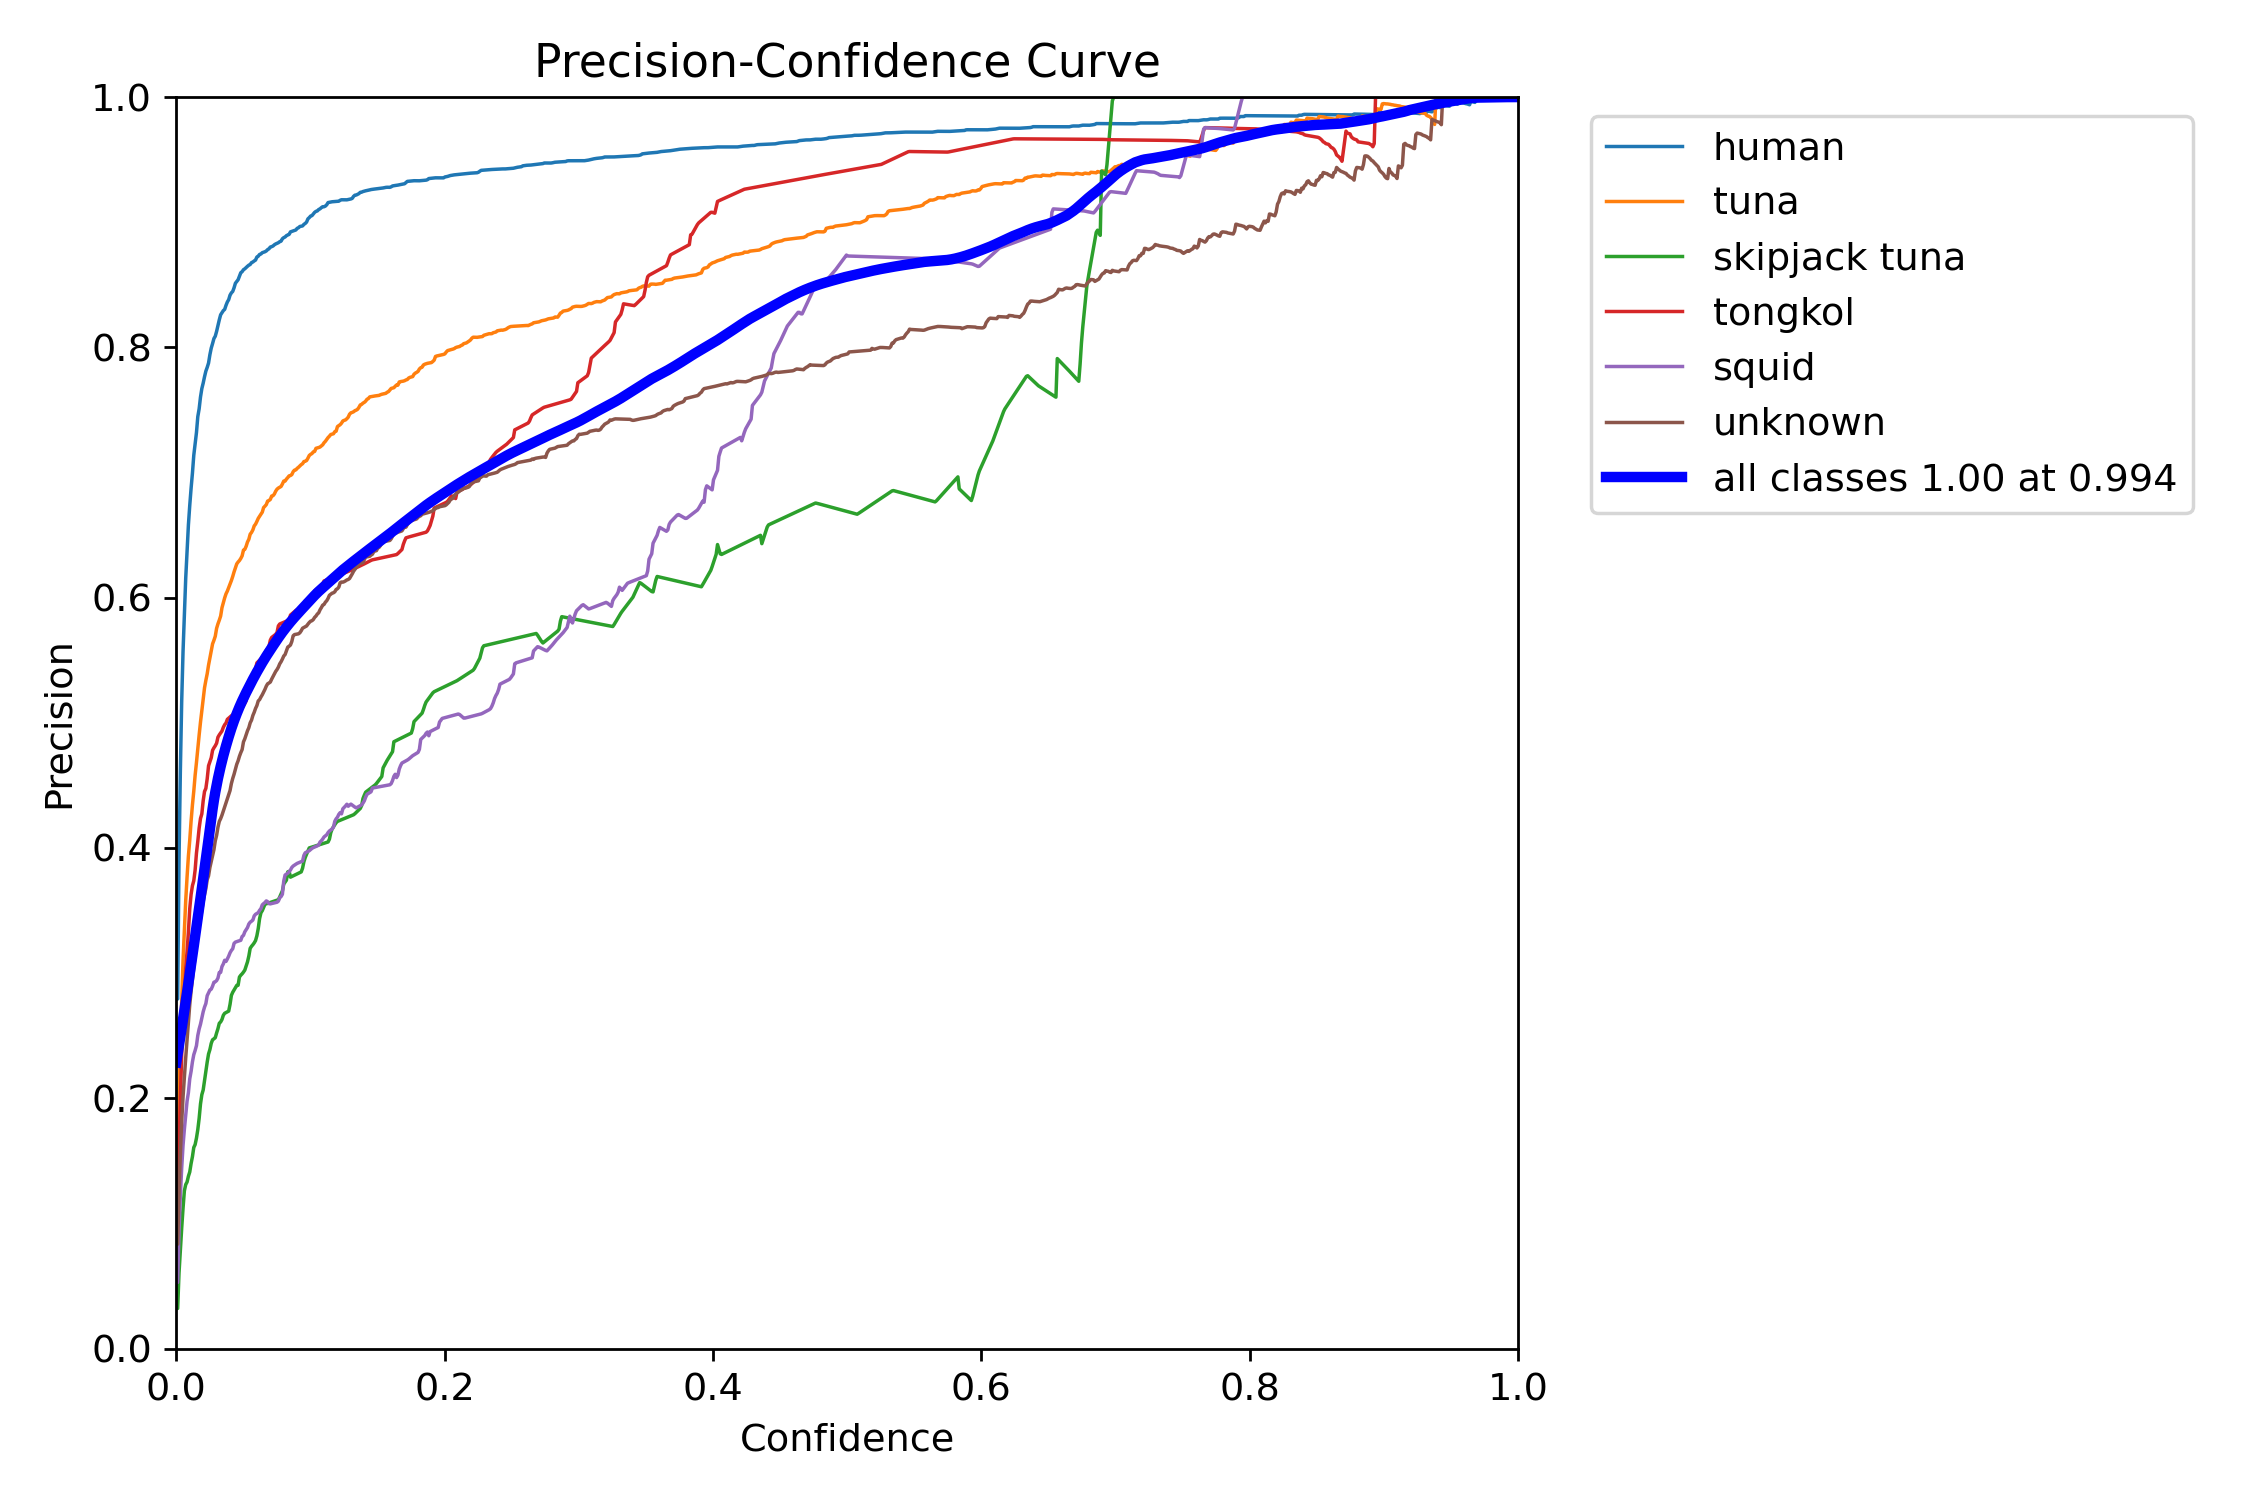 Precision-Confidence Curve
1.0
0.8
0.6
0.4
0.2
0.0
Precision
0.0 0.2 0.4 0.6 0.8 1.0
Confidence
human
tuna
skipjack tuna
tongkol
squid
unknown
all classes 1.00 at 0.994